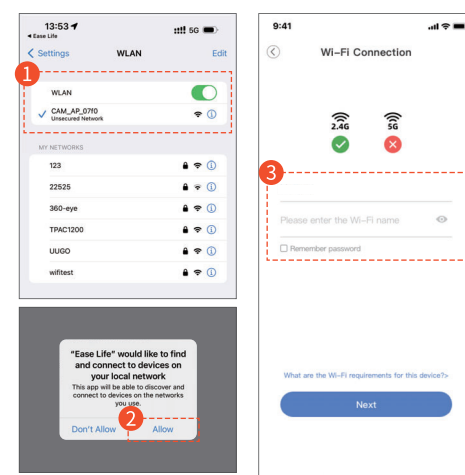 13:53
5G
Ease Life
Settings
WLAN
Edit
1
WLAN
CAM_AP_07f0
Unsecured Network
MY NETWORKS
123
22525
360-eye
TPAC1200
UUGO
wifitest
"Ease Life" would like to find
and connect to devices on
your local network
This app will be able to discover and
connect to devices on the networks
you use.
2
Don't Allow
Allow
9:41
Wi-Fi Connection
2.4G
5G
3
Please enter the Wi-Fi name
Remember password
What are the Wi-Fi requirements for this device?>
Next